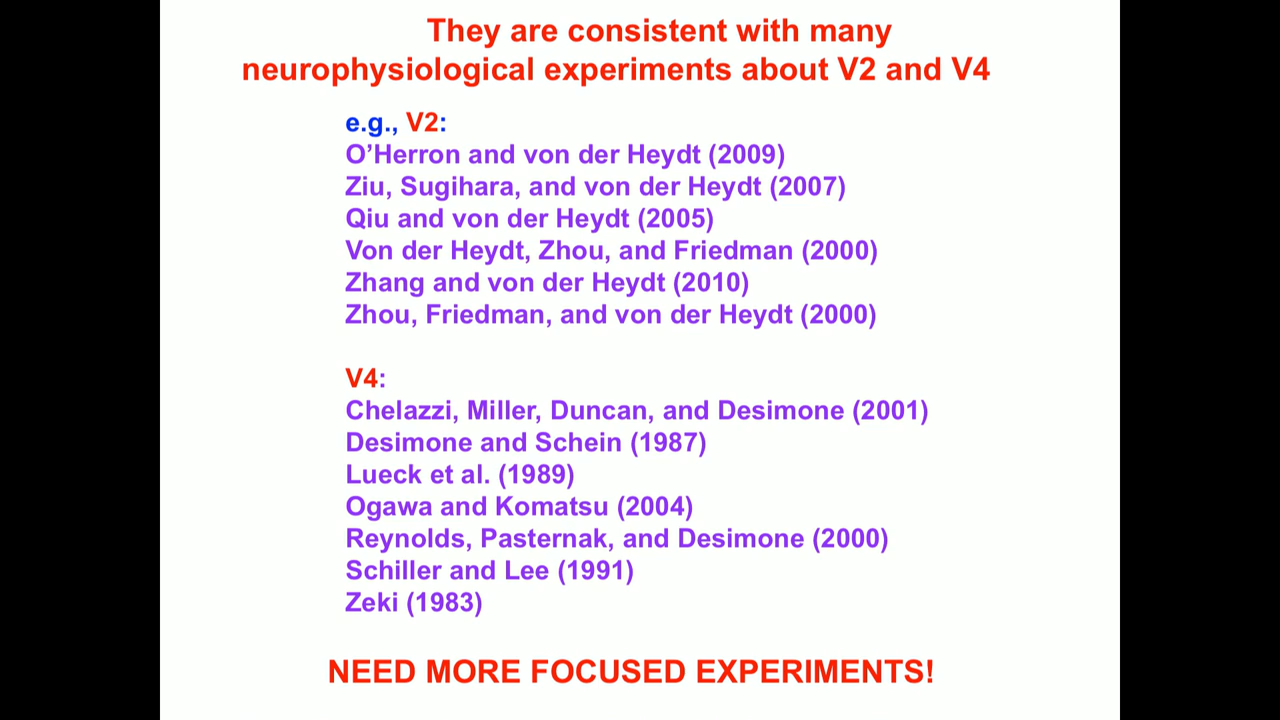 They are consistent with many
neurophysiological experiments about V2 and V4
e.g., V2:
O’Herron and von der Heydt (2009)
Ziu, Sugihara, and von der Heydt (2007)
Qiu and von der Heydt (2005)
Von der Heydt, Zhou, and Friedman (2000)
Zhang and von der Heydt (2010)
Zhou, Friedman, and von der Heydt (2000)
V4:
Chelazzi, Miller, Duncan, and Desimone (2001)
Desimone and Schein (1987)
Lueck et al. (1989)
Ogawa and Komatsu (2004)
Reynolds, Pasternak, and Desimone (2000)
Schiller and Lee (1991)
Zeki (1983)
NEED MORE FOCUSED EXPERIMENTS!